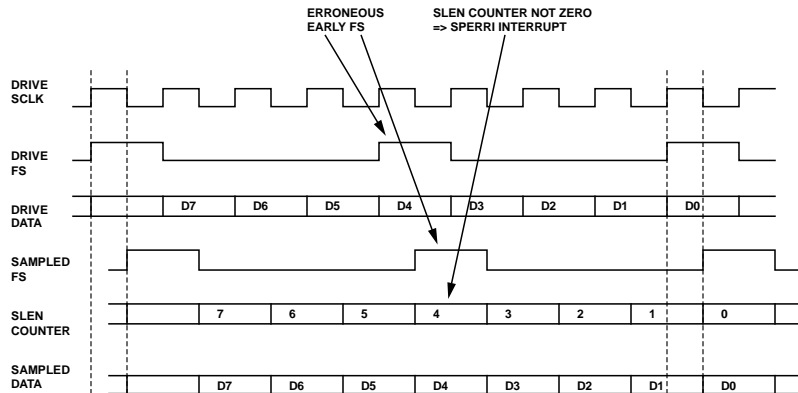 ERRONEOUS
EARLY FS
SLEN COUNTER NOT ZERO
=> SPERRI INTERRUPT
DRIVE
SCLK
DRIVE
FS
DRIVE
DATA
D7 D6 D5 D4 D3 D2 D1 D0
SAMPLED
FS
SLEN
COUNTER
7 6 5 4 3 2 1 0
SAMPLED
DATA
D7 D6 D5 D4 D3 D2 D1 D0